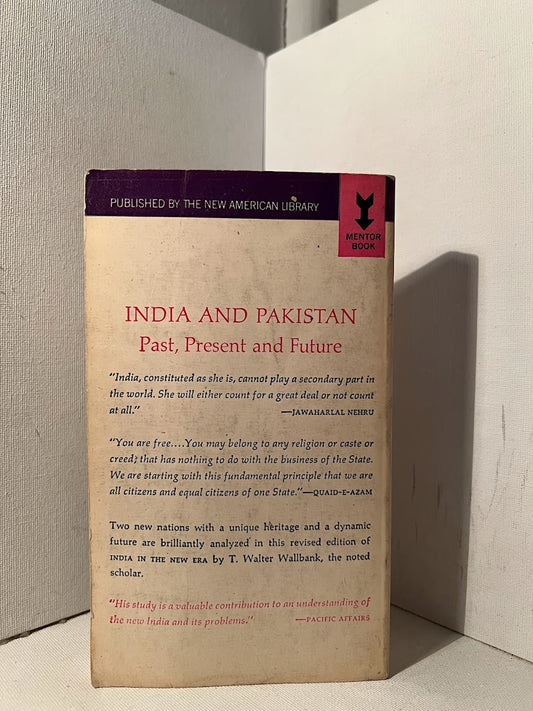 PUBLISHED BY THE NEW AMERICAN LIBRARY
MENTOR
BOOK
INDIA AND PAKISTAN
Past, Present and Future
"India, constituted as she is, cannot play a secondary part in
the world. She will either count for a great deal or not count
at all." —JAWAHARLAL NEHRU
"You are free....You may belong to any religion or caste or
creed; that has nothing to do with the business of the State.
We are starting with this fundamental principle that we are
all citizens and equal citizens of one State."—QUAID-E-AZAM
Two new nations with a unique heritage and a dynamic
future are brilliantly analyzed in this revised edition of
INDIA IN THE NEW ERA by T. Walter Wallbank, the noted
scholar.
"His study is a valuable contribution to an understanding of
the new India and its problems." —PACIFIC AFFAIRS